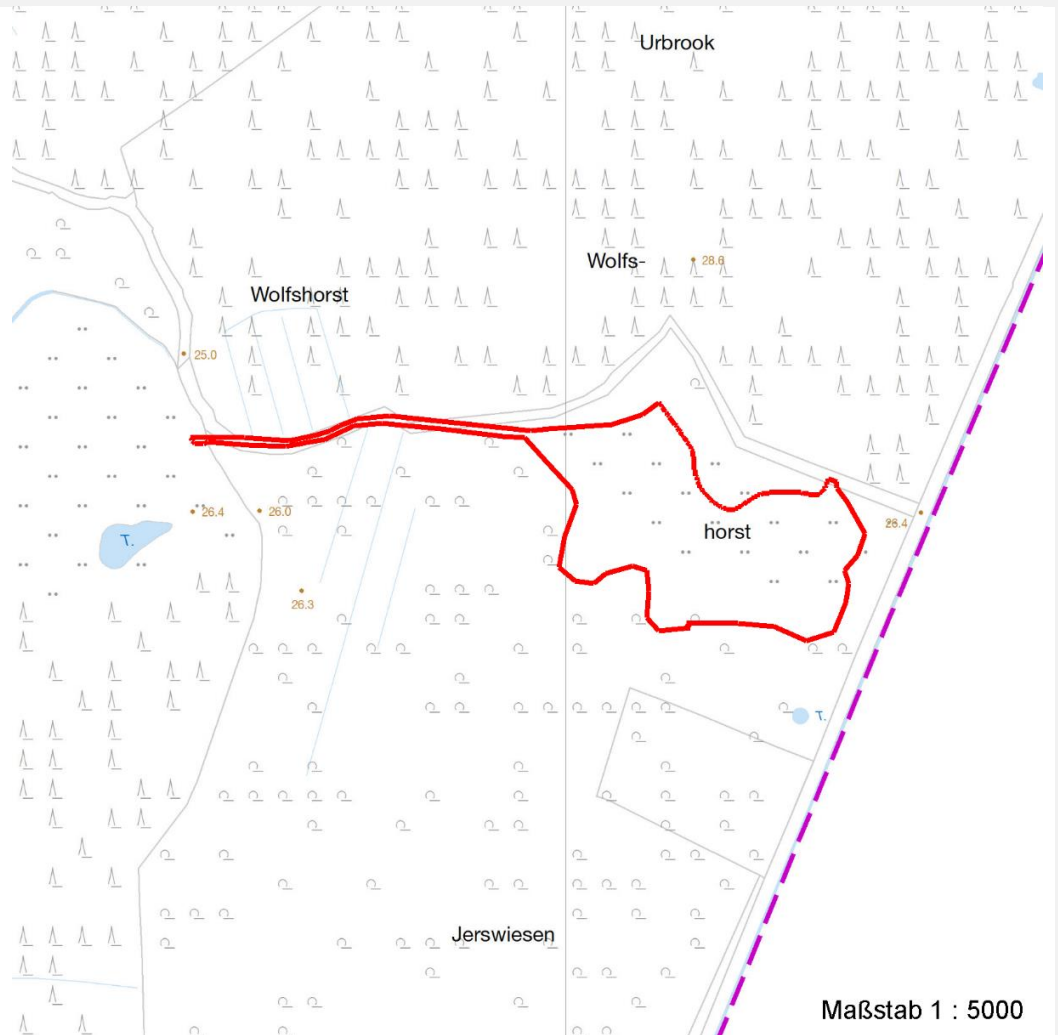 Urbrook
Wolfs-
28.6
Wolfshorst
25.0
26.4
26.0
horst
28.4
T.
26.3
T.
Jerswiesen
Maßstab 1 : 5000